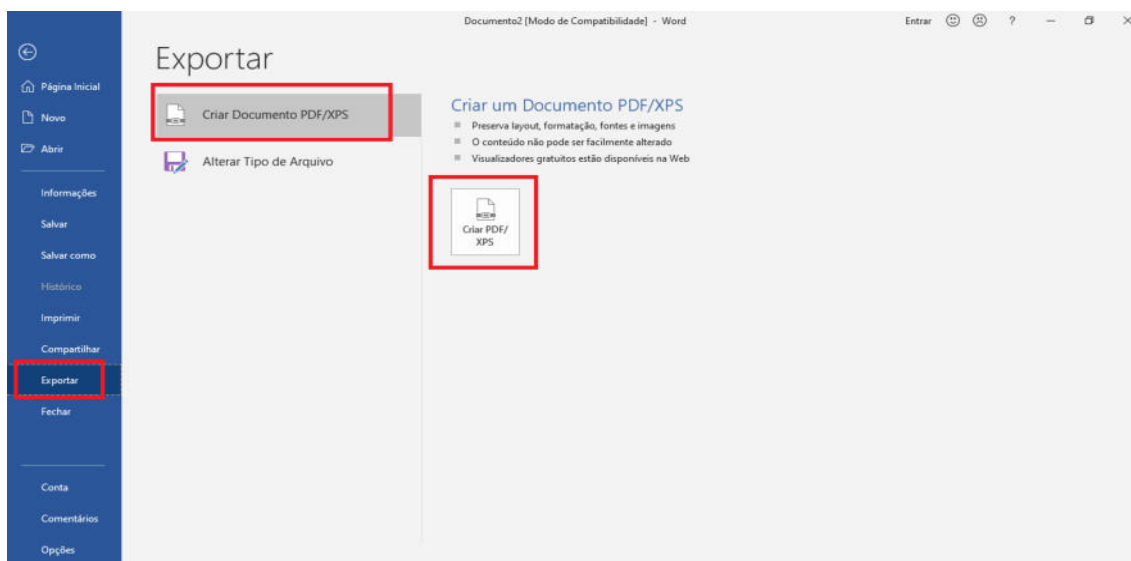 Documento2 [Modo de Compatibilidade] - Word
Entrar
?
Exportar
Página Inicial
Novo
Abrir
Informações
Salvar
Salvar como
Histórico
Imprimir
Compartilhar
Exportar
Fechar
Conta
Comentários
Opções
Criar Documento PDF/XPS
Alterar Tipo de Arquivo
Criar um Documento PDF/XPS
Preserva layout, formatação, fontes e imagens
O conteúdo não pode ser facilmente alterado
Visualizadores gratuitos estão disponíveis na Web
Criar PDF/
XPS